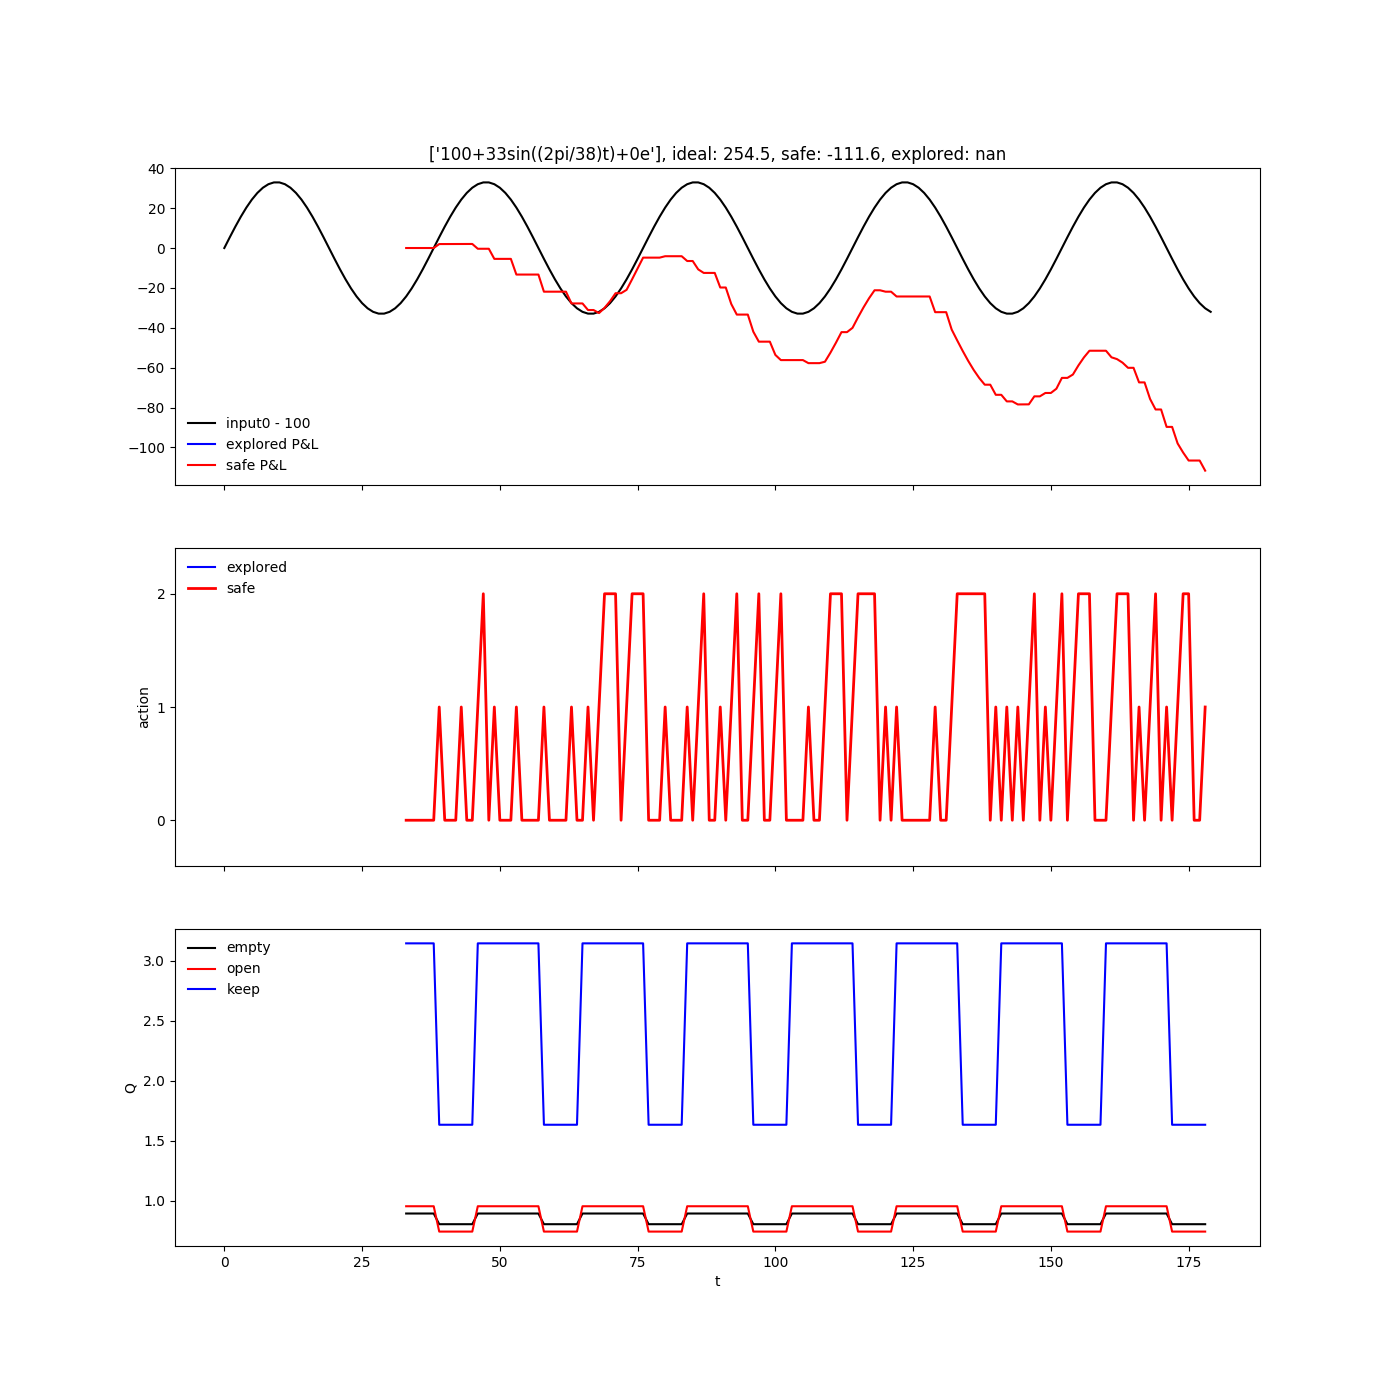 ['100+33sin((2pi/38)t)+0e'], ideal: 254.5, safe: -111.6, explored: nan
40
20
0
−20
−40
−60
−80
−100
input0 - 100
explored P&L
safe P&L
explored
safe
2
1
0
action
empty
open
keep
3.0
2.5
2.0
1.5
1.0
Q
0 25 50 75 100 125 150 175
t